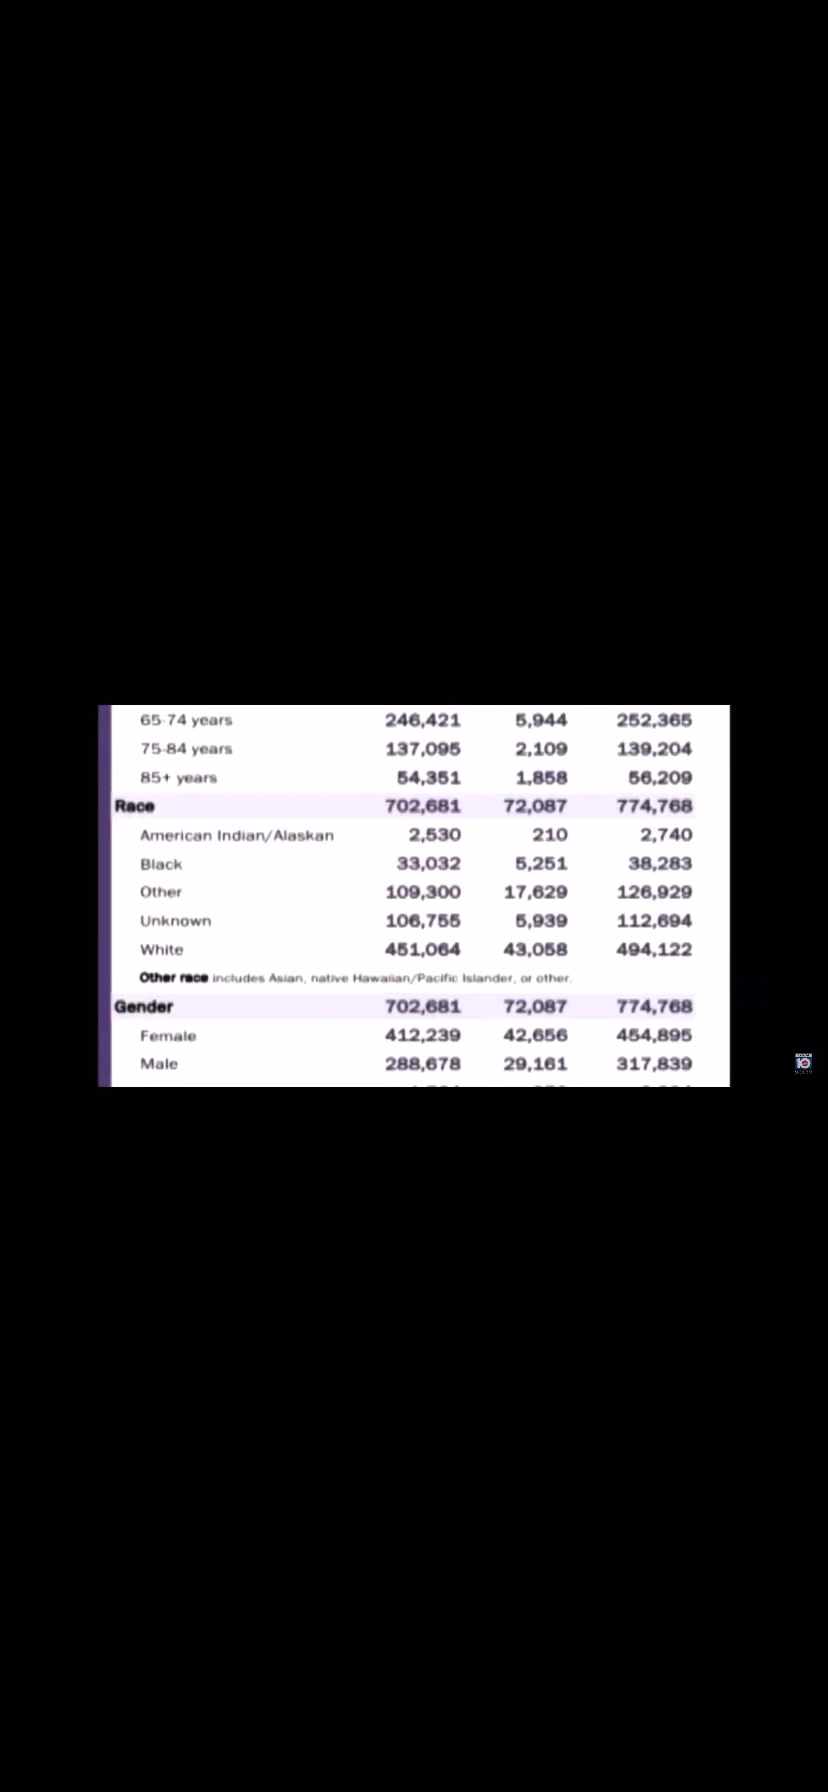 65-74 years 246,421 5,944 252,365
75-84 years 137,095 2,109 139,204
85+ years 54,351 1,858 56,209
Race 702,681 72,087 774,768
American Indian/Alaskan 2,530 210 2,740
Black 33,032 5,251 38,283
Other 109,300 17,629 126,929
Unknown 106,755 5,939 112,694
White 451,064 43,058 494,122
Other race includes Asian, native Hawaiian/Pacific Islander, or other.
Gender 702,681 72,087 774,768
Female 412,239 42,656 454,895
Male 288,678 29,161 317,839
10